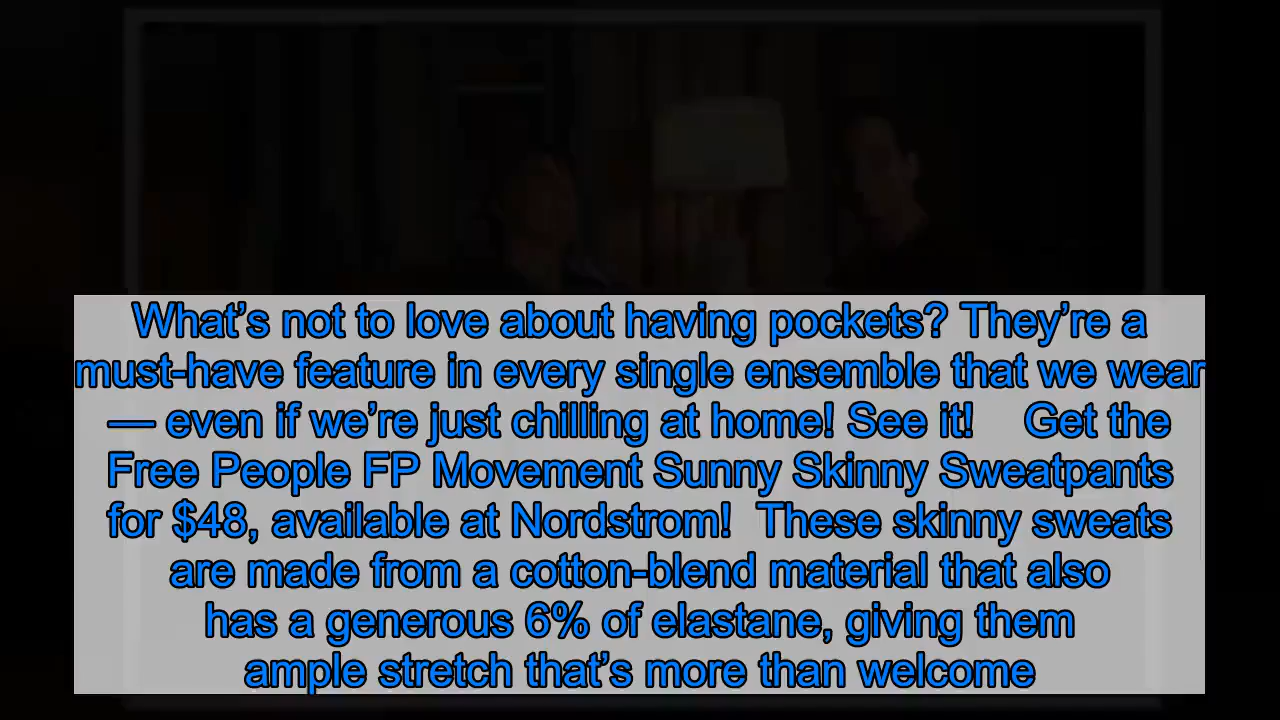 What’s not to love about having pockets? They’re a
must-have feature in every single ensemble that we wear
— even if we’re just chilling at home! See it! Get the
Free People FP Movement Sunny Skinny Sweatpants
for $48, available at Nordstrom! These skinny sweats
are made from a cotton-blend material that also
has a generous 6% of elastane, giving them
ample stretch that’s more than welcome